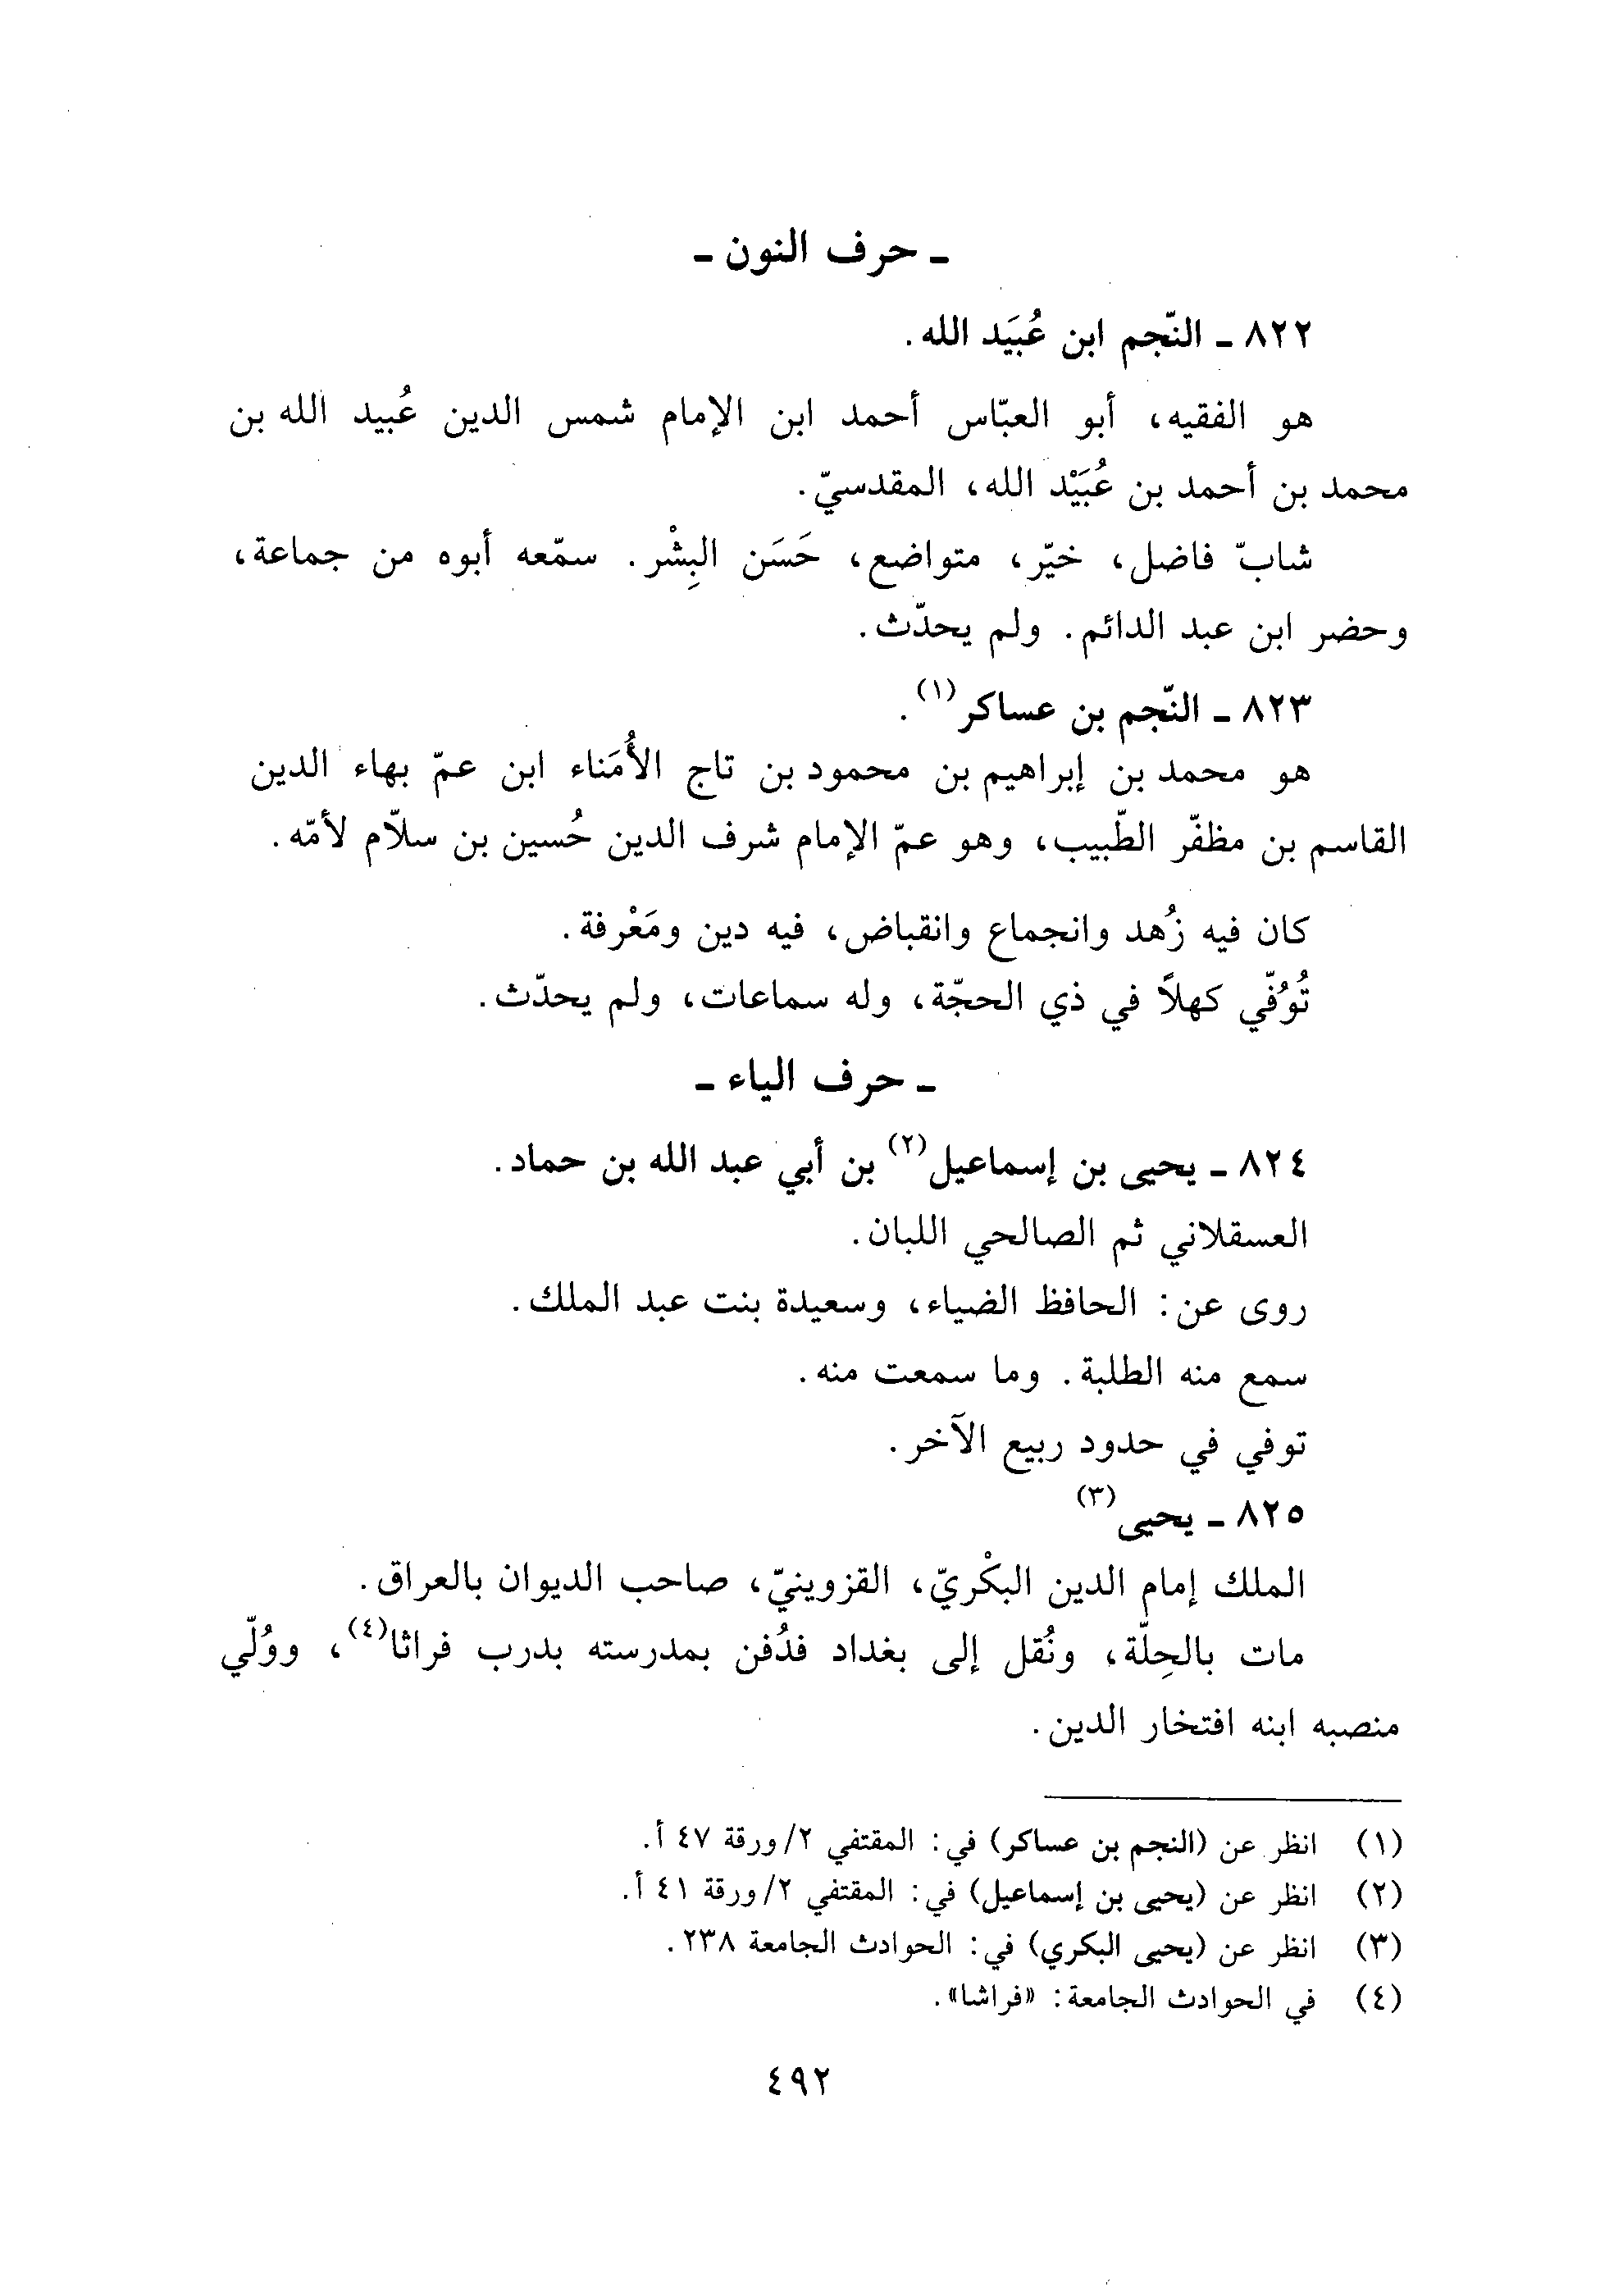 ـ حرف النون ـ
٨٢٢ ـ النّجم ابن عُبَيَد الله.
هو الفقيه، أبو العبّاس أحمد ابن الإمام شمس الدين عُبيد الله بن
محمد بن أحمد بن عُبَيْد الله، المقدسيّ.
شابّ فاضل، خيّر، متواضع، حَسَن البِشْر. سمّعه أبوه من جماعة،
وحضر ابن عبد الدائم. ولم يحدّث.
٨٢٣ ـ النّجم بن عساكر(١).
هو محمد بن إبراهيم بن محمود بن تاج الأُمَناء ابن عمّ بهاء الدين
القاسم بن مظفّر الطّبيب، وهو عمّ الإمام شرف الدين حُسين بن سلاّم لأمّه.
كان فيه زُهد وانجماع وانقباض، فيه دين ومَعْرفة.
تُوُفّي كهلاً في ذي الحجّة، وله سماعات، ولم يحدّث.
ـ حرف الياء ـ
٨٢٤ ـ يحيى بن إسماعيل(٢) بن أبي عبد الله بن حماد.
العسقلاني ثم الصالحي اللبان.
روى عن: الحافظ الضياء، وسعيدة بنت عبد الملك.
سمع منه الطلبة. وما سمعت منه.
توفي في حدود ربيع الآخر.
٨٢٥ ـ يحيى(٣)
الملك إمام الدين البكْريّ، القزوينيّ، صاحب الديوان بالعراق.
مات بالحِلّة، ونُقل إلى بغداد فدُفن بمدرسته بدرب فراثا(٤)، ووُلّي
منصبه ابنه افتخار الدين.
(١) انظر عن (النجم بن عساكر) في: المقتفي ٢/ورقة ٤٧ أ.
(٢) انظر عن (يحيى بن إسماعيل) في: المقتفي ٢/ورقة ٤١ أ.
(٣) انظر عن (يحيى البكري) في: الحوادث الجامعة ٢٣٨.
(٤) في الحوادث الجامعة: «فراشا».
٤٩٢